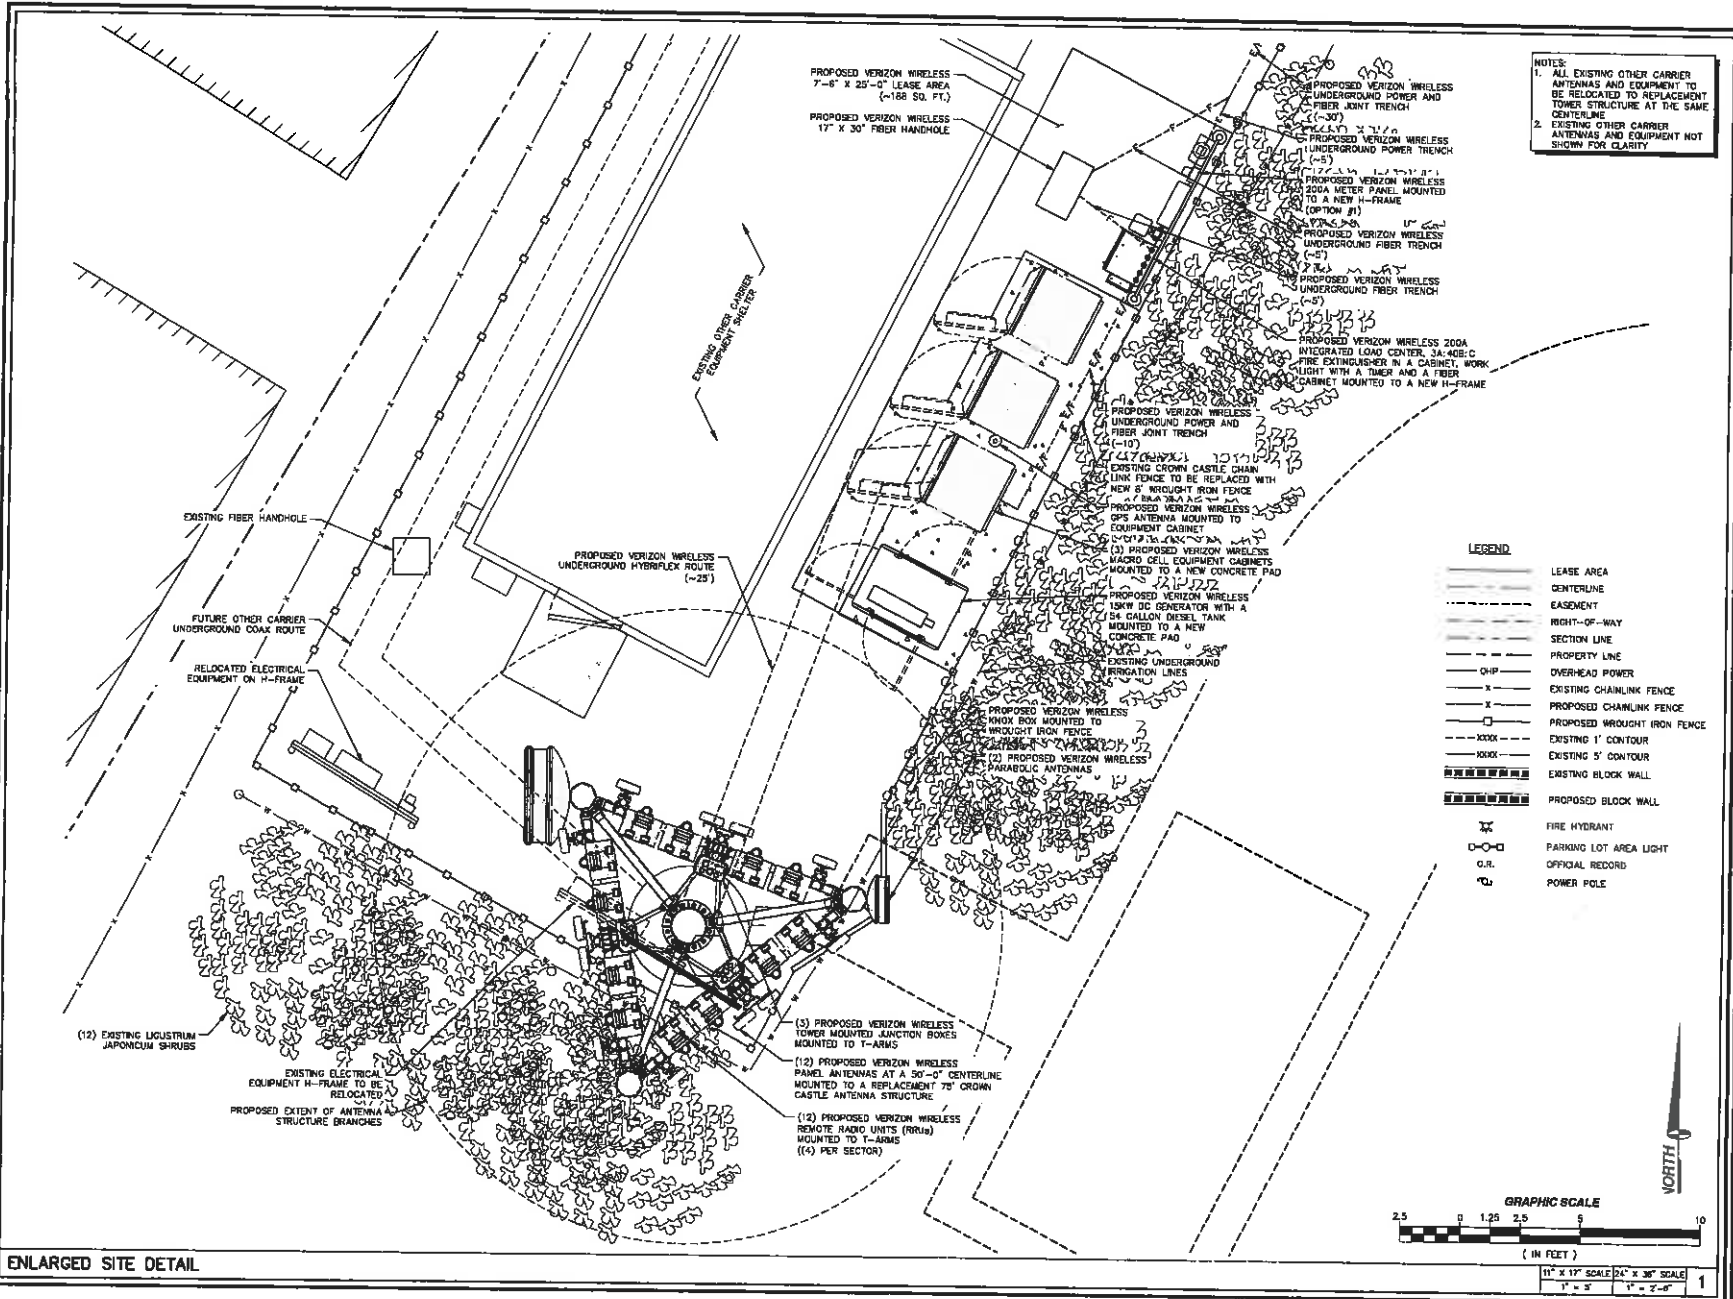 PROPOSED VERIZON WIRELESS
7'-6" X 25'-0" LEASE AREA
(~188 SQ. FT.)
PROPOSED VERIZON WIRELESS
17" X 30" FIBER HANDHOLE
NOTES:
1. ALL EXISTING OTHER CARRIER
ANTENNAS AND EQUIPMENT TO
BE RELOCATED TO REPLACEMENT
TOWER STRUCTURE AT THE SAME
CENTERLINE
2. EXISTING OTHER CARRIER
ANTENNAS AND EQUIPMENT NOT
SHOWN FOR CLARITY
PROPOSED VERIZON WIRELESS
UNDERGROUND POWER AND
FIBER JOINT TRENCH
(~30')
PROPOSED VERIZON WIRELESS
UNDERGROUND POWER TRENCH
(~5')
PROPOSED VERIZON WIRELESS
200A METER PANEL MOUNTED
TO A NEW H-FRAME
(OPTION #1)
PROPOSED VERIZON WIRELESS
UNDERGROUND FIBER TRENCH
(~5')
PROPOSED VERIZON WIRELESS
UNDERGROUND FIBER TRENCH
(~5')
PROPOSED VERIZON WIRELESS 200A
INTEGRATED LOAD CENTER, 3A:40B:C
FIRE EXTINGUISHER IN A CABINET, WORK
LIGHT WITH A TIMER AND A FIBER
CABINET MOUNTED TO A NEW H-FRAME
EXISTING OTHER CARRIER
EQUIPMENT SHELTER
PROPOSED VERIZON WIRELESS
UNDERGROUND POWER AND
FIBER JOINT TRENCH
(~10')
EXISTING CROWN CASTLE CHAIN
LINK FENCE TO BE REPLACED WITH
NEW 8' WROUGHT IRON FENCE
PROPOSED VERIZON WIRELESS
GPS ANTENNA MOUNTED TO
EQUIPMENT CABINET
(3) PROPOSED VERIZON WIRELESS
MACRO CELL EQUIPMENT CABINETS
MOUNTED TO A NEW CONCRETE PAD
PROPOSED VERIZON WIRELESS
15KW DC GENERATOR WITH A
54 GALLON DIESEL TANK
MOUNTED TO A NEW
CONCRETE PAD
EXISTING UNDERGROUND
IRRIGATION LINES
PROPOSED VERIZON WIRELESS
KNOX BOX MOUNTED TO
WROUGHT IRON FENCE
(2) PROPOSED VERIZON WIRELESS
PARABOLIC ANTENNAS
EXISTING FIBER HANDHOLE
PROPOSED VERIZON WIRELESS
UNDERGROUND HYBRIFLEX ROUTE
(~25')
FUTURE OTHER CARRIER
UNDERGROUND COAX ROUTE
RELOCATED ELECTRICAL
EQUIPMENT ON H-FRAME
(12) EXISTING LIGUSTRUM
JAPONICUM SHRUBS
EXISTING ELECTRICAL
EQUIPMENT H-FRAME TO BE
RELOCATED
PROPOSED EXTENT OF ANTENNA
STRUCTURE BRANCHES
(3) PROPOSED VERIZON WIRELESS
TOWER MOUNTED JUNCTION BOXES
MOUNTED TO T-ARMS
(12) PROPOSED VERIZON WIRELESS
PANEL ANTENNAS AT A 50'-0" CENTERLINE
MOUNTED TO A REPLACEMENT 75' CROWN
CASTLE ANTENNA STRUCTURE
(12) PROPOSED VERIZON WIRELESS
REMOTE RADIO UNITS (RRUs)
MOUNTED TO T-ARMS
((4) PER SECTOR)
LEGEND
LEASE AREA
CENTERLINE
EASEMENT
RIGHT-OF-WAY
SECTION LINE
PROPERTY LINE
OHP OVERHEAD POWER
X EXISTING CHAINLINK FENCE
X PROPOSED CHAINLINK FENCE
PROPOSED WROUGHT IRON FENCE
XXXX EXISTING 1' CONTOUR
XXXX EXISTING 5' CONTOUR
EXISTING BLOCK WALL
PROPOSED BLOCK WALL
FIRE HYDRANT
PARKING LOT AREA LIGHT
O.R. OFFICIAL RECORD
POWER POLE
NORTH
GRAPHIC SCALE
2.5 0 1.25 2.5 5 10
( IN FEET )
ENLARGED SITE DETAIL
11" X 17" SCALE 24" X 36" SCALE
1" = 5' 1" = 2'-6"
1